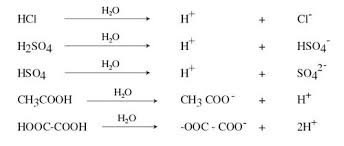 HCl H₂O → H⁺ + Cl⁻
H₂SO₄ H₂O → H⁺ + HSO₄⁻
HSO₄ H₂O → H⁺ + SO₄²⁻
CH₃COOH H₂O → CH₃ COO⁻ + H⁺
HOOC-COOH H₂O → -OOC - COO⁻ + 2H⁺